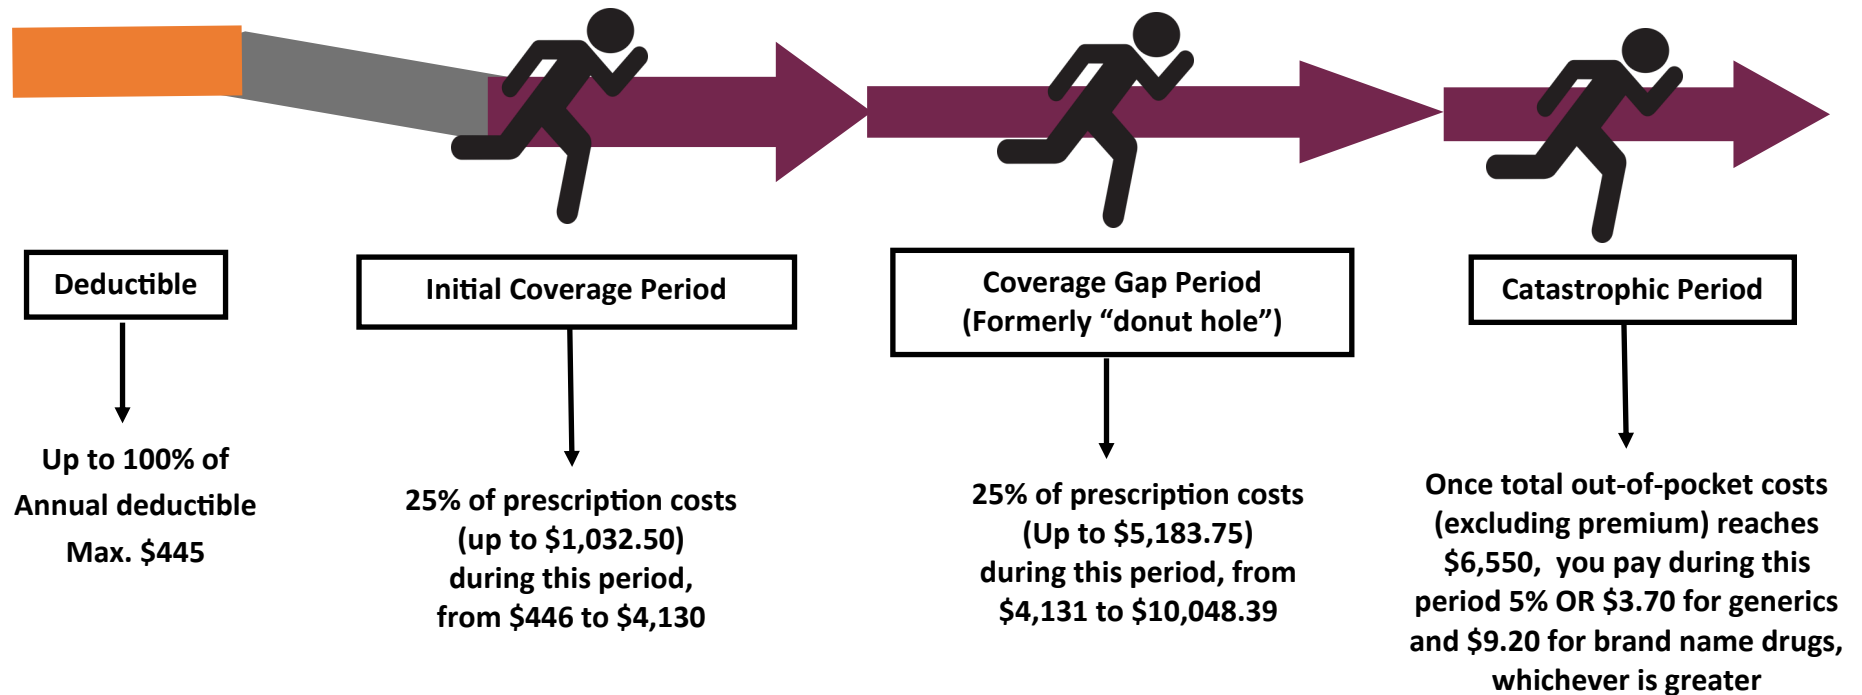 Deductible
Up to 100% of
Annual deductible
Max. $445
Initial Coverage Period
25% of prescription costs
(up to $1,032.50)
during this period,
from $446 to $4,130
Coverage Gap Period
(Formerly “donut hole”)
25% of prescription costs
(Up to $5,183.75)
during this period, from
$4,131 to $10,048.39
Catastrophic Period
Once total out-of-pocket costs
(excluding premium) reaches
$6,550, you pay during this
period 5% OR $3.70 for generics
and $9.20 for brand name drugs,
whichever is greater